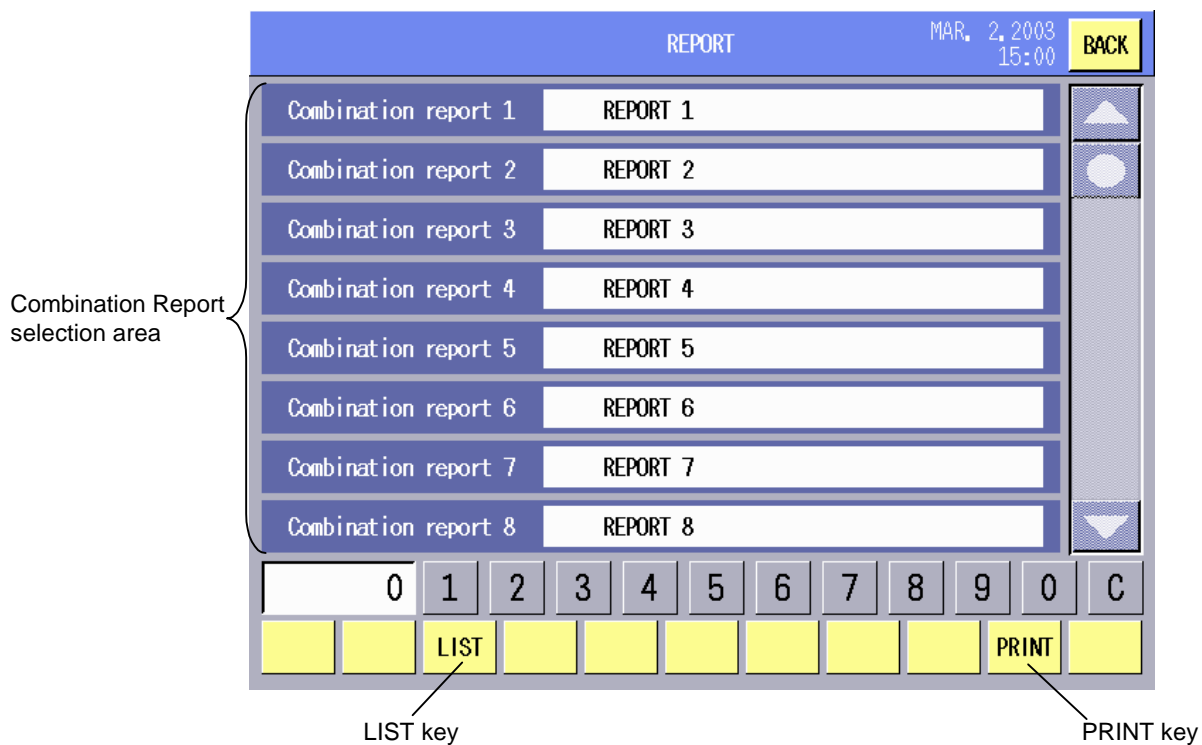 REPORT
MAR. 2.2003
15:00
BACK
Combination report 1 REPORT 1
Combination report 2 REPORT 2
Combination report 3 REPORT 3
Combination report 4 REPORT 4
Combination report 5 REPORT 5
Combination report 6 REPORT 6
Combination report 7 REPORT 7
Combination report 8 REPORT 8
Combination Report
selection area
0 1 2 3 4 5 6 7 8 9 0 C
LIST PRINT
LIST key PRINT key